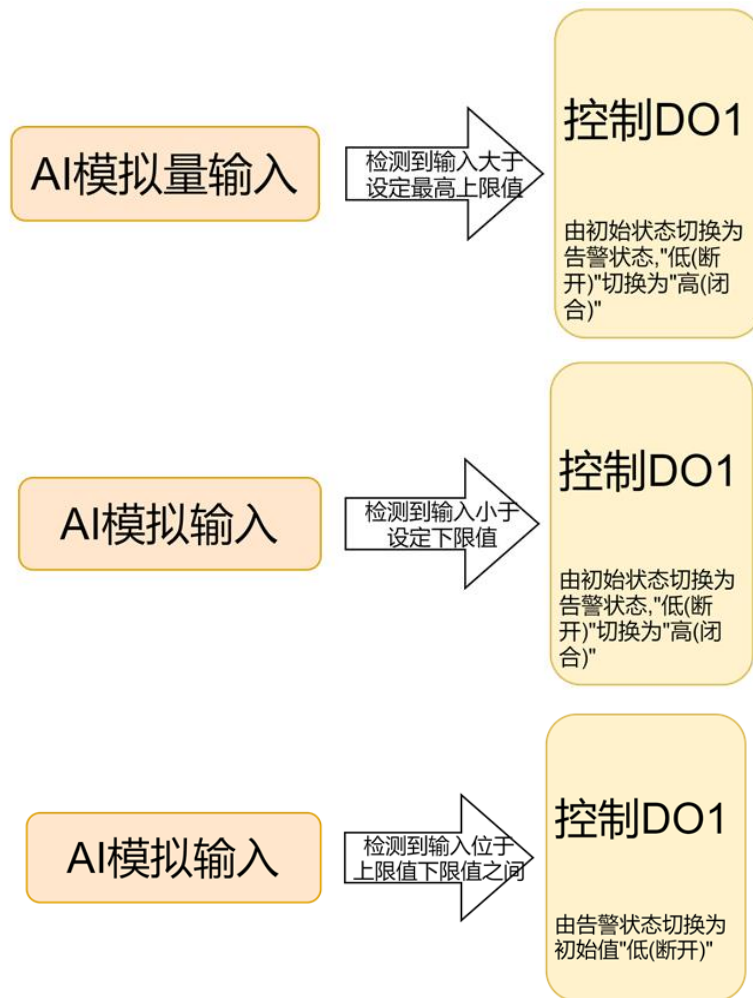 AI模拟量输入
检测到输入大于
设定最高上限值
控制DO1
由初始状态切换为
告警状态,"低(断
开)"切换为"高(闭
合)"
AI模拟输入
检测到输入小于
设定下限值
控制DO1
由初始状态切换为
告警状态,"低(断
开)"切换为"高(闭
合)"
AI模拟输入
检测到输入位于
上限值下限值之间
控制DO1
由告警状态切换为
初始值"低(断开)"